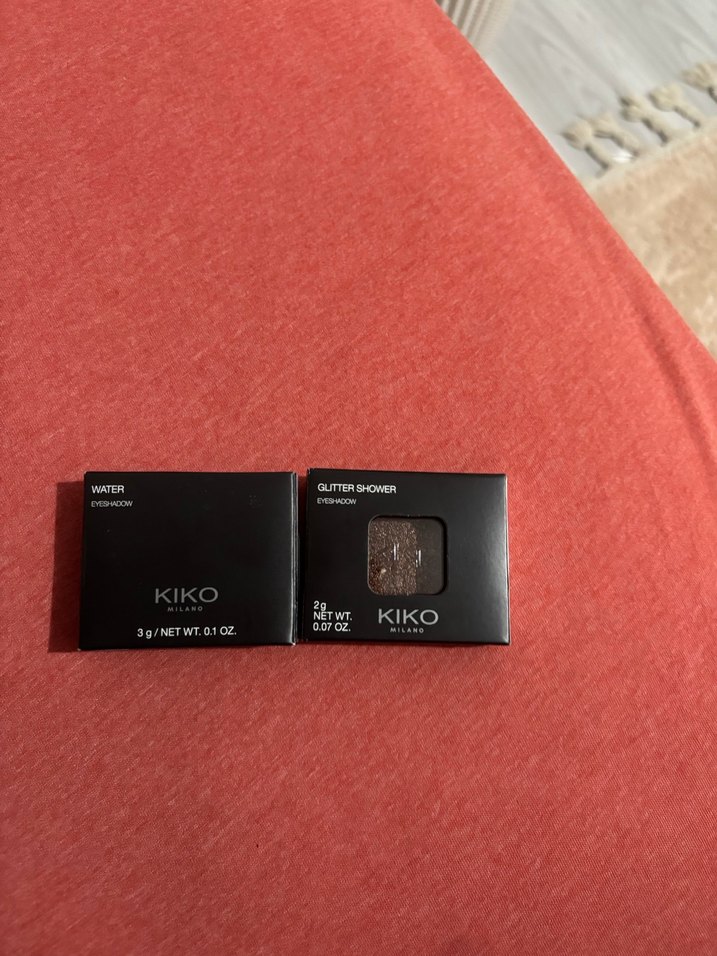 WATER
EYESHADOW
KIKO
MILANO
3 g / NET WT. 0.1 OZ.
GLITTER SHOWER
EYESHADOW
2 g
NET WT.
0.07 OZ.
KIKO
MILANO